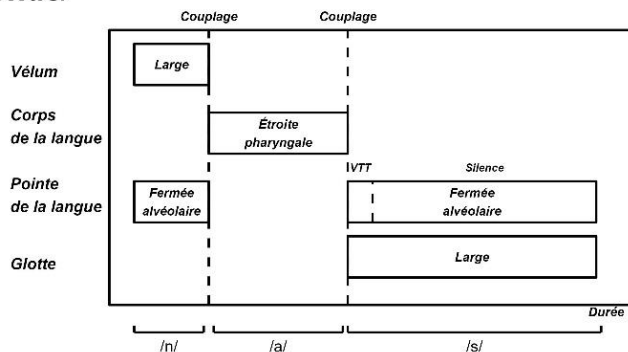 Couplage Couplage
Vélum
Large
Corps
de la langue
Étroite
pharyngale
VTT Silence
Pointe
de la langue
Fermée
alvéolaire
Fermée
alvéolaire
Glotte
Large
Durée
/n/ /a/ /s/